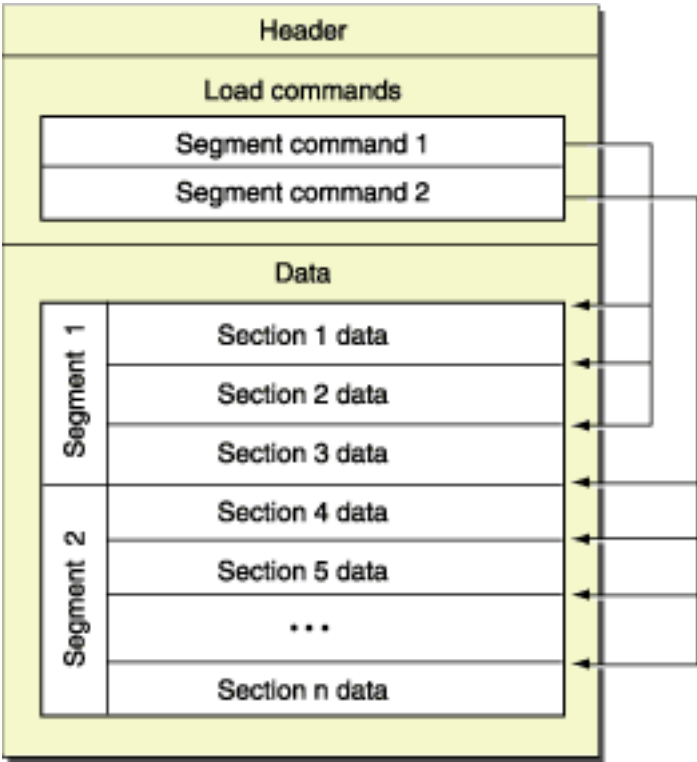 Header
Load commands
Segment command 1
Segment command 2
Data
Segment 1
Section 1 data
Section 2 data
Section 3 data
Segment 2
Section 4 data
Section 5 data
...
Section n data